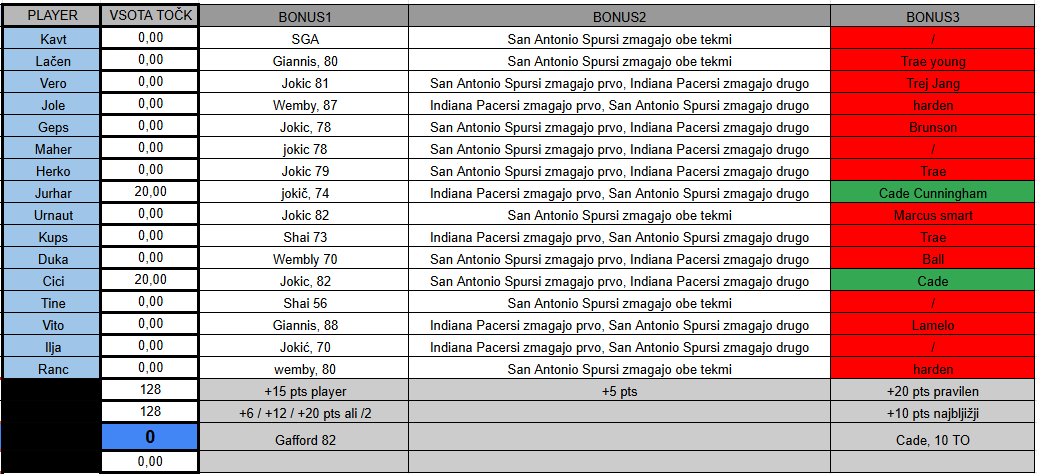 PLAYER VSOTA TOČK BONUS1 BONUS2 BONUS3
Kavt 0,00 SGA San Antonio Spursi zmagajo obe tekmi /
Lačen 0,00 Giannis, 80 San Antonio Spursi zmagajo obe tekmi Trae young
Vero 0,00 Jokic 81 San Antonio Spursi zmagajo prvo, Indiana Pacersi zmagajo drugo Trej Jang
Jole 0,00 Wemby, 87 Indiana Pacersi zmagajo prvo, San Antonio Spursi zmagajo drugo harden
Geps 0,00 Jokic, 78 San Antonio Spursi zmagajo prvo, Indiana Pacersi zmagajo drugo Brunson
Maher 0,00 jokic 78 San Antonio Spursi zmagajo prvo, Indiana Pacersi zmagajo drugo /
Herko 0,00 Jokic 79 San Antonio Spursi zmagajo prvo, Indiana Pacersi zmagajo drugo Trae
Jurhar 20,00 jokič, 74 Indiana Pacersi zmagajo prvo, San Antonio Spursi zmagajo drugo Cade Cunningham
Urnaut 0,00 Jokic 82 San Antonio Spursi zmagajo obe tekmi Marcus smart
Kups 0,00 Shai 73 Indiana Pacersi zmagajo prvo, San Antonio Spursi zmagajo drugo Trae
Duka 0,00 Wembly 70 San Antonio Spursi zmagajo prvo, Indiana Pacersi zmagajo drugo Ball
Cici 20,00 Jokic, 82 San Antonio Spursi zmagajo prvo, Indiana Pacersi zmagajo drugo Cade
Tine 0,00 Shai 56 San Antonio Spursi zmagajo obe tekmi /
Vito 0,00 Giannis, 88 Indiana Pacersi zmagajo prvo, San Antonio Spursi zmagajo drugo Lamelo
Ilja 0,00 Jokić, 70 Indiana Pacersi zmagajo prvo, San Antonio Spursi zmagajo drugo /
Ranc 0,00 wemby, 80 San Antonio Spursi zmagajo obe tekmi harden
128 +15 pts player +5 pts +20 pts pravilen
128 +6 / +12 / +20 pts ali /2 +10 pts najbljižji
0 Gafford 82 Cade, 10 TO
0,00